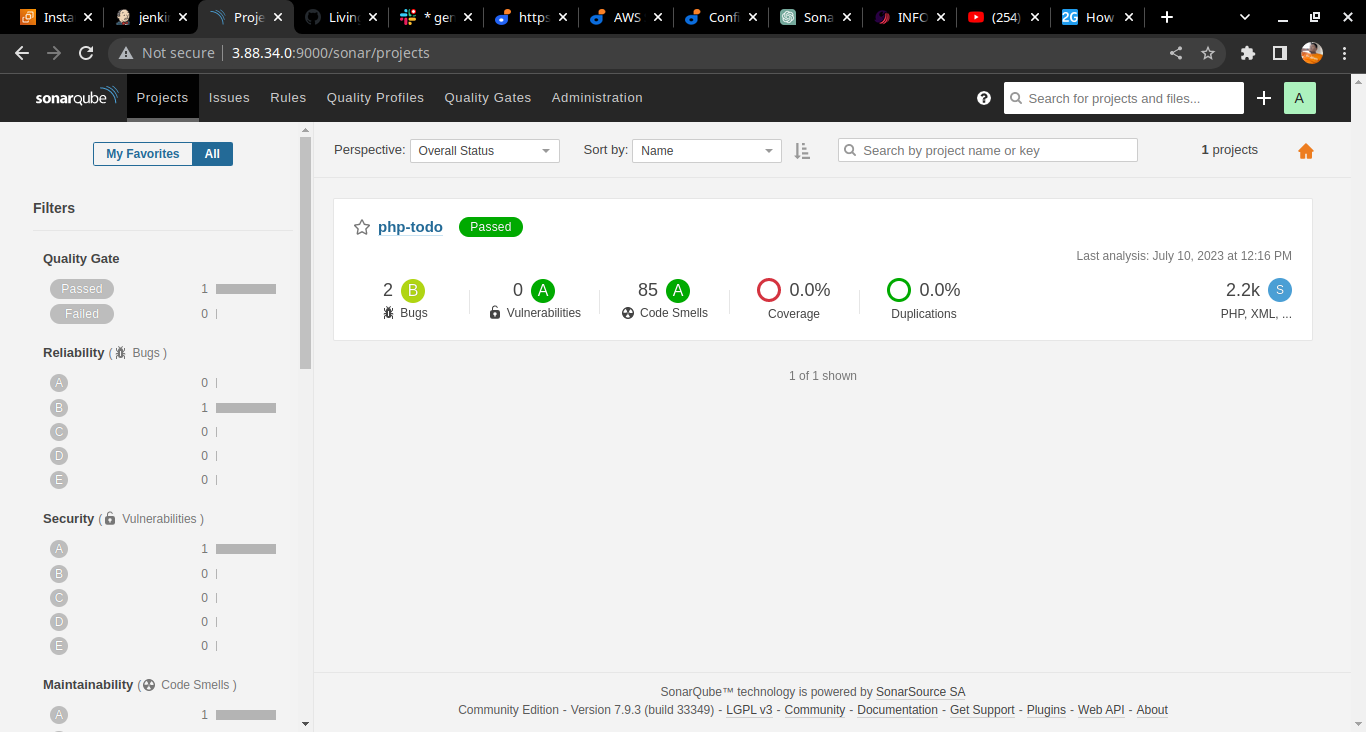 Insta
jenki
Proje
Living
* ger
https
AWS
Confi
Sona
INFO
(254)
2G How
Not secure 3.88.34.0:9000/sonar/projects
sonarqube Projects Issues Rules Quality Profiles Quality Gates Administration ? Search for projects and files... A
My Favorites All
Perspective: Overall Status Sort by: Name Search by project name or key 1 projects
Filters
Quality Gate
Passed 1
Failed 0
Reliability ( Bugs )
A 0
B 1
C 0
D 0
E 0
Security ( Vulnerabilities )
A 1
B 0
C 0
D 0
E 0
Maintainability ( Code Smells )
A 1
php-todo Passed
Last analysis: July 10, 2023 at 12:16 PM
2 B 0 A 85 A 0.0% 0.0% 2.2k S
Bugs Vulnerabilities Code Smells Coverage Duplications PHP, XML, ...
1 of 1 shown
SonarQube™ technology is powered by SonarSource SA
Community Edition - Version 7.9.3 (build 33349) - LGPL v3 - Community - Documentation - Get Support - Plugins - Web API - About